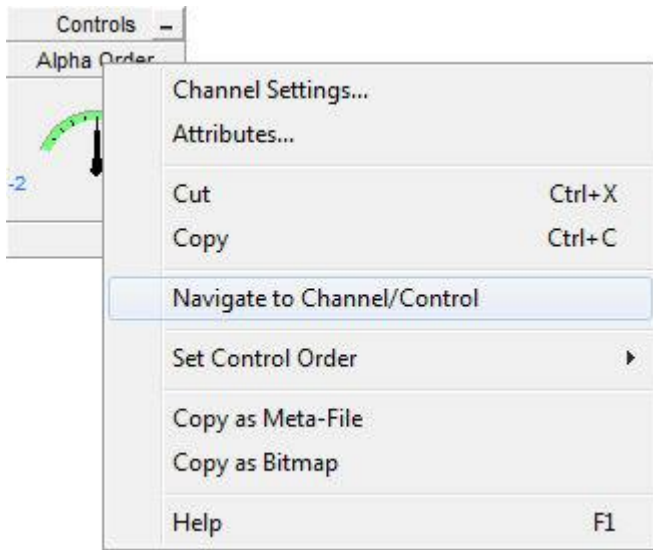 Controls
Alpha Order
-2
Channel Settings...
Attributes...
Cut Ctrl+X
Copy Ctrl+C
Navigate to Channel/Control
Set Control Order
Copy as Meta-File
Copy as Bitmap
Help F1